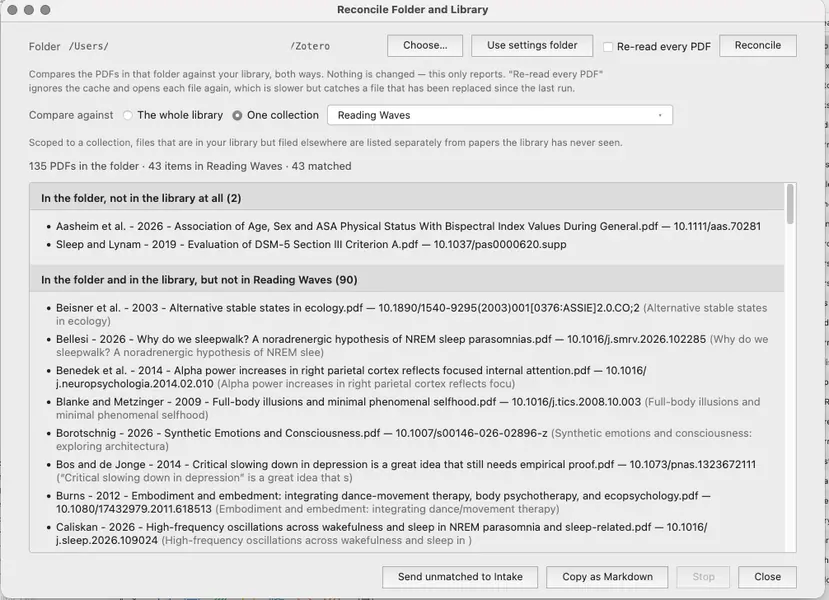 Reconcile Folder and Library
Folder /Users/ /Zotero Choose... Use settings folder Re-read every PDF Reconcile
Compares the PDFs in that folder against your library, both ways. Nothing is changed — this only reports. "Re-read every PDF"
ignores the cache and opens each file again, which is slower but catches a file that has been replaced since the last run.
Compare against The whole library One collection Reading Waves
Scoped to a collection, files that are in your library but filed elsewhere are listed separately from papers the library has never seen.
135 PDFs in the folder · 43 items in Reading Waves · 43 matched
In the folder, not in the library at all (2)
• Aasheim et al. - 2026 - Association of Age, Sex and ASA Physical Status With Bispectral Index Values During General.pdf — 10.1111/aas.70281
• Sleep and Lynam - 2019 - Evaluation of DSM-5 Section III Criterion A.pdf — 10.1037/pas0000620.supp
In the folder and in the library, but not in Reading Waves (90)
• Beisner et al. - 2003 - Alternative stable states in ecology.pdf — 10.1890/1540-9295(2003)001[0376:ASSIE]2.0.CO;2 (Alternative stable states
in ecology)
• Bellesi - 2026 - Why do we sleepwalk? A noradrenergic hypothesis of NREM sleep parasomnias.pdf — 10.1016/j.smrv.2026.102285 (Why do we
sleepwalk? A noradrenergic hypothesis of NREM slee)
• Benedek et al. - 2014 - Alpha power increases in right parietal cortex reflects focused internal attention.pdf — 10.1016/
j.neuropsychologia.2014.02.010 (Alpha power increases in right parietal cortex reflects focu)
• Blanke and Metzinger - 2009 - Full-body illusions and minimal phenomenal selfhood.pdf — 10.1016/j.tics.2008.10.003 (Full-body illusions and
minimal phenomenal selfhood)
• Borotschnig - 2026 - Synthetic Emotions and Consciousness.pdf — 10.1007/s00146-026-02896-z (Synthetic emotions and consciousness:
exploring architectura)
• Bos and de Jonge - 2014 - Critical slowing down in depression is a great idea that still needs empirical proof.pdf — 10.1073/pnas.1323672111
("Critical slowing down in depression" is a great idea that s)
• Burns - 2012 - Embodiment and embedment: integrating dance-movement therapy, body psychotherapy, and ecopsychology.pdf —
10.1080/17432979.2011.618513 (Embodiment and embedment: integrating dance/movement therapy)
• Caliskan - 2026 - High-frequency oscillations across wakefulness and sleep in NREM parasomnia and sleep-related.pdf — 10.1016/
j.sleep.2026.109024 (High-frequency oscillations across wakefulness and sleep in )
Send unmatched to Intake Copy as Markdown Stop Close